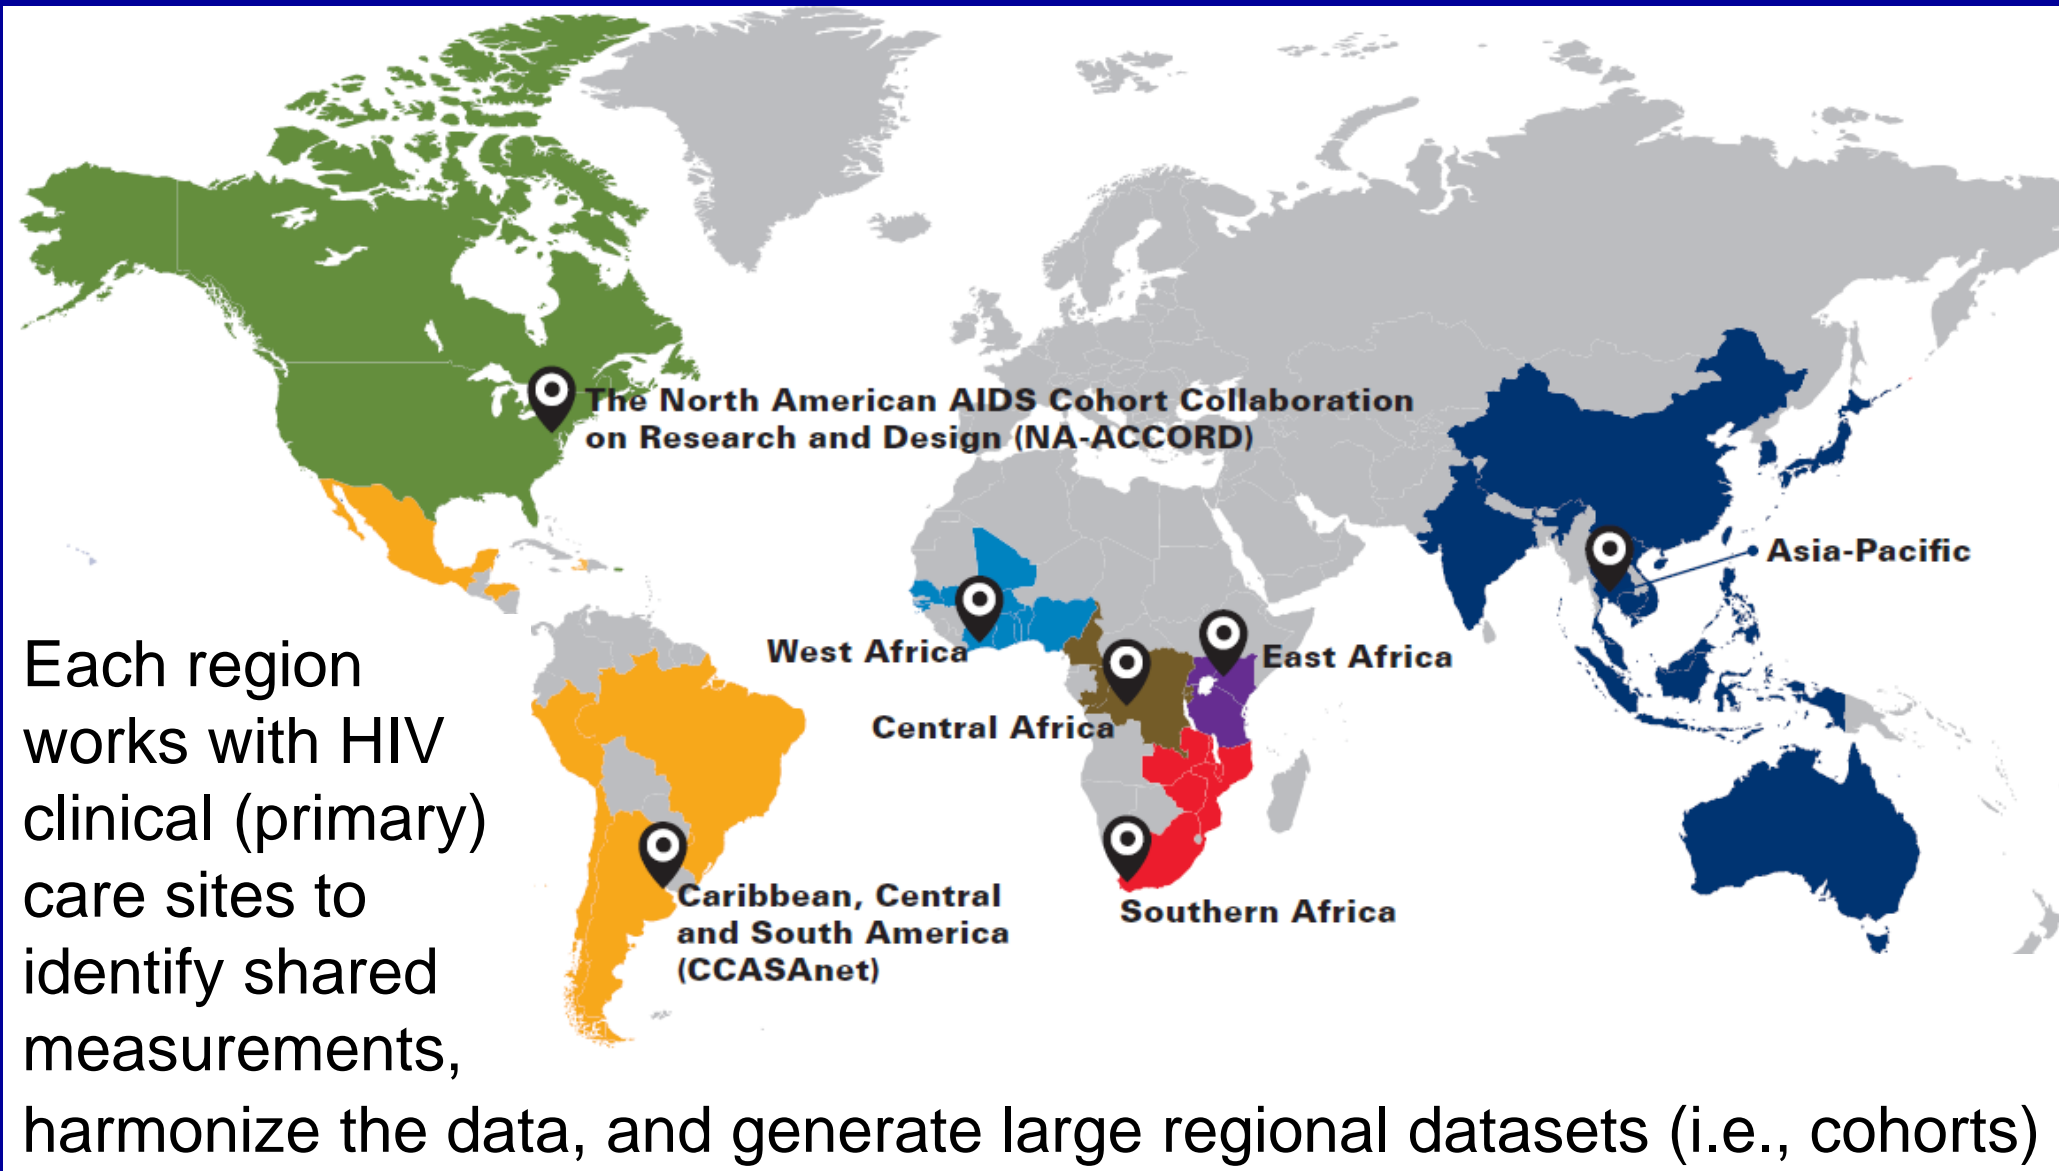 The North American AIDS Cohort Collaboration
on Research and Design (NA-ACCORD)
Asia-Pacific
West Africa
East Africa
Central Africa
Caribbean, Central
and South America
(CCASAnet)
Southern Africa
Each region
works with HIV
clinical (primary)
care sites to
identify shared
measurements,
harmonize the data, and generate large regional datasets (i.e., cohorts)